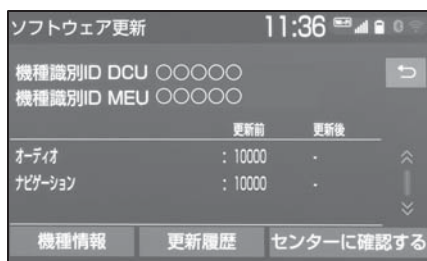 ソフトウェア更新 11:36
機種識別ID DCU ○○○○○
機種識別ID MEU ○○○○○
更新前 更新後
オーディオ : 10000 -
ナビゲーション : 10000 -
機種情報 更新履歴 センターに確認する